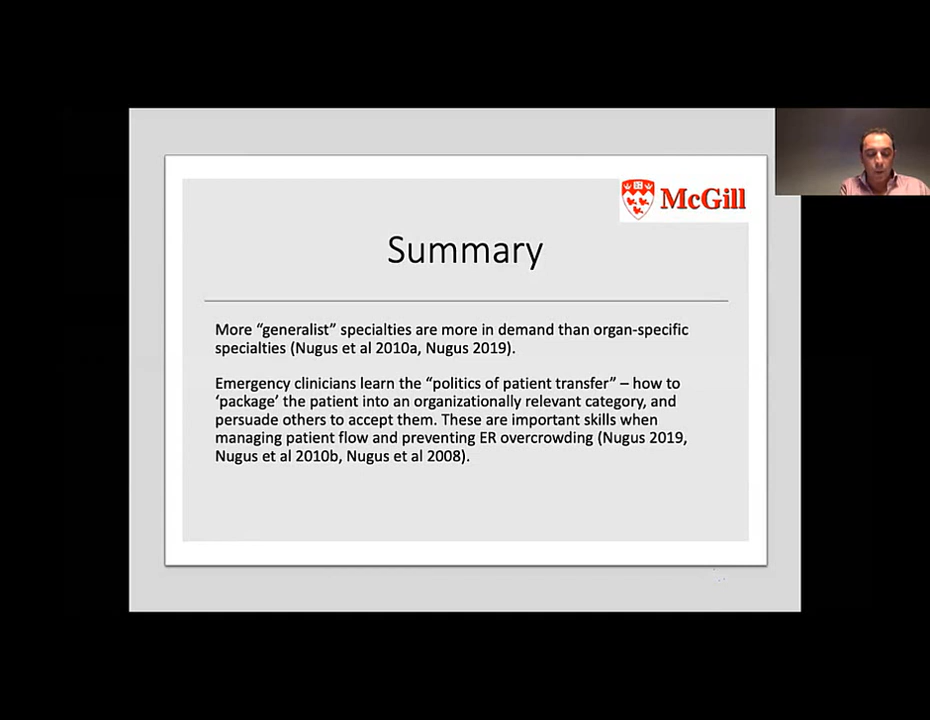 McGill
Summary
More “generalist” specialties are more in demand than organ-specific
specialties (Nugus et al 2010a, Nugus 2019).
Emergency clinicians learn the “politics of patient transfer” – how to
‘package’ the patient into an organizationally relevant category, and
persuade others to accept them. These are important skills when
managing patient flow and preventing ER overcrowding (Nugus 2019,
Nugus et al 2010b, Nugus et al 2008).